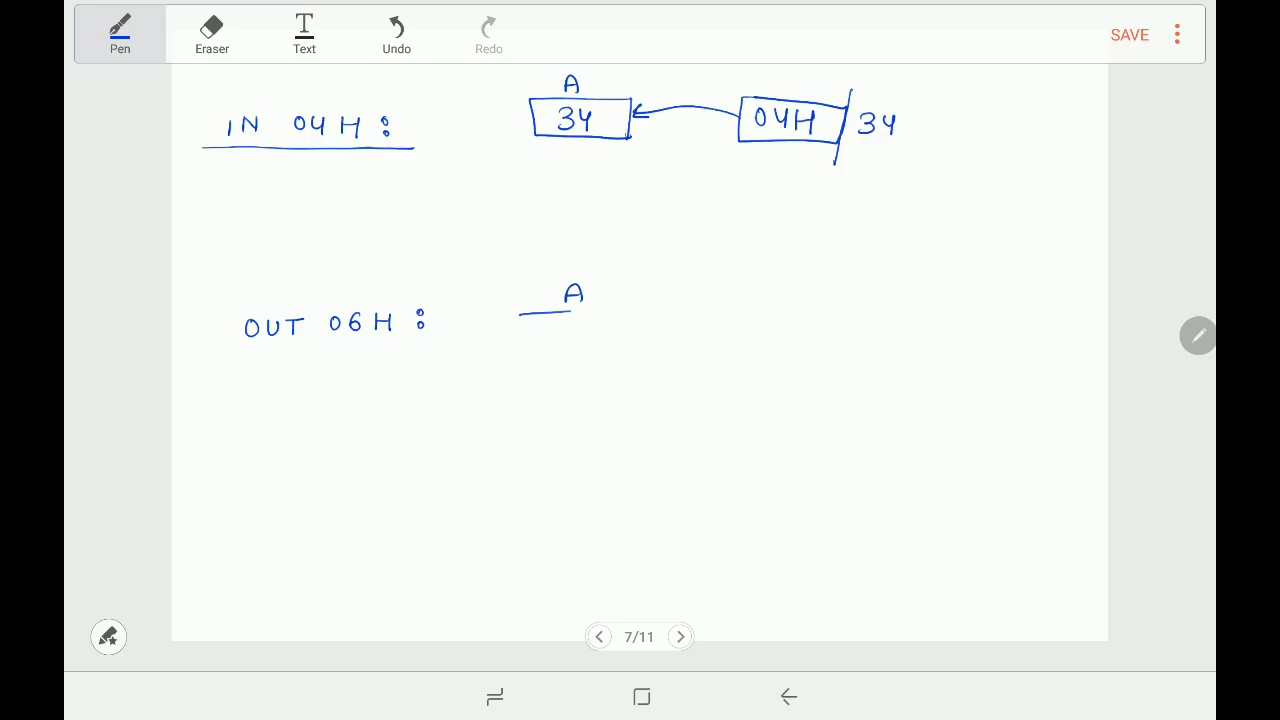 Pen Eraser Text Undo Redo SAVE
A
IN 04H : 34 04H 34
A
OUT 06H :
7/11